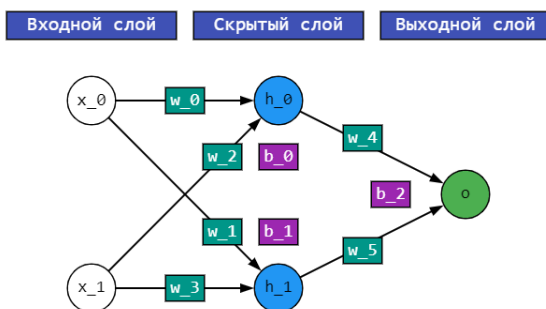 Входной слой
Скрытый слой
Выходной слой
x_0
w_0
h_0
w_4
w_2
b_0
b_2
o
w_1
b_1
w_5
x_1
w_3
h_1